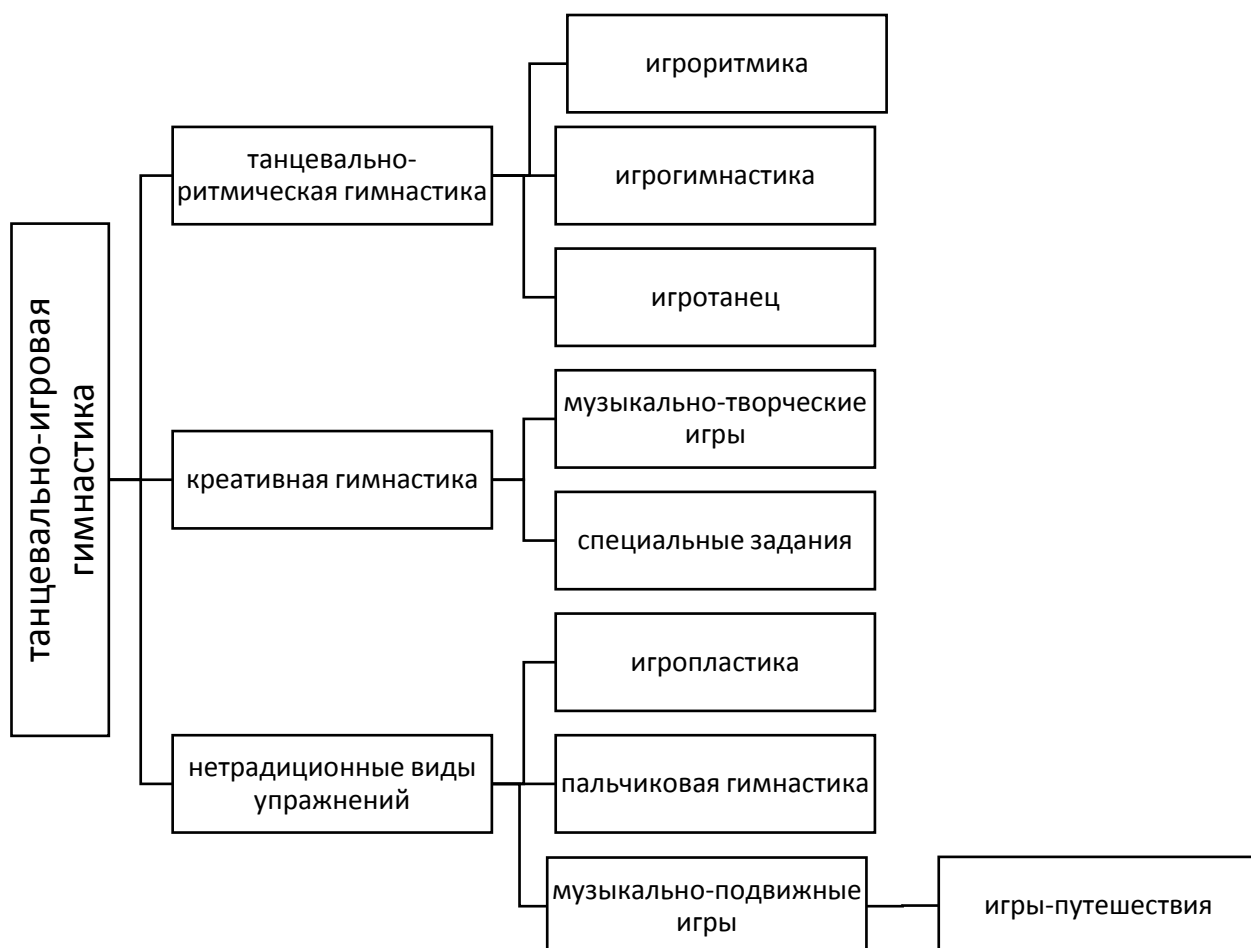 танцевально-игровая
гимнастика
танцевально-
ритмическая гимнастика
игроритмика
игрогимнастика
игротанец
креативная гимнастика
музыкально-творческие
игры
специальные задания
нетрадиционные виды
упражнений
игропластика
пальчиковая гимнастика
музыкально-подвижные
игры
игры-путешествия